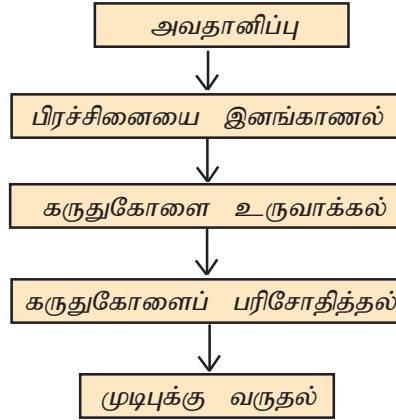 அவதானிப்பு
பிரச்சினையை இனங்காணல்
கருதுகோளை உருவாக்கல்
கருதுகோளைப் பரிசோதித்தல்
முடிபுக்கு வருதல்